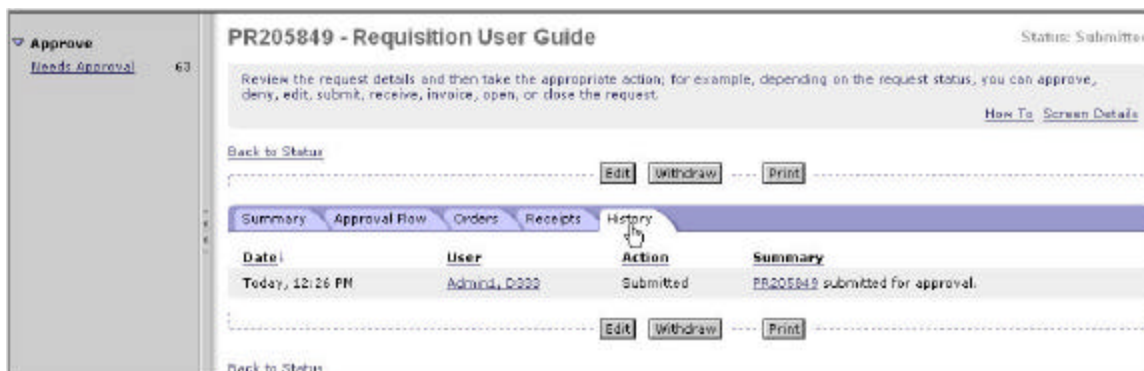 Approve
Needs Approval 63
PR205849 - Requisition User Guide
Status: Submitted
Review the request details and then take the appropriate action; for example, depending on the request status, you can approve,
deny, edit, submit, receive, invoice, open, or close the request.
How To Screen Details
Back to Status
Edit Withdraw Print
Summary Approval Flow Orders Receipts History
Date User Action Summary
Today, 12:26 PM Submitted PR205849 submitted for approval.
Edit Withdraw Print
Back to Status